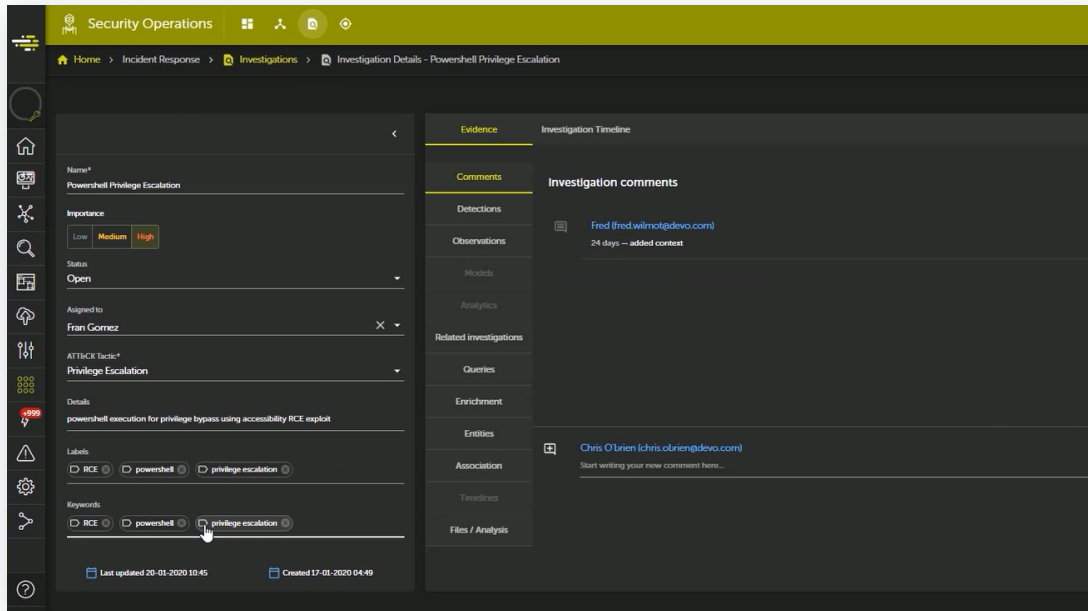 Security Operations
Home > Incident Response > Investigations > Investigation Details - Powershell Privilege Escalation
+999
Name*
Powershell Privilege Escalation
Importance
Low Medium High
Status
Open
Asigned to
Fran Gomez
ATT&CK Tactic*
Privilege Escalation
Details
powershell execution for privilege bypass using accessibility RCE exploit
Labels
RCE powershell privilege escalation
Keywords
RCE powershell privilege escalation
Last updated 20-01-2020 10:45 Created 17-01-2020 04:49
Evidence Investigation Timeline
Comments
Detections
Observations
Models
Analytics
Related investigations
Queries
Enrichment
Entities
Association
Timelines
Files / Analysis
Investigation comments
Fred (fred.wilmot@devo.com)
24 days — added context
Chris O'brien (chris.obrien@devo.com)
Start writing your new comment here...